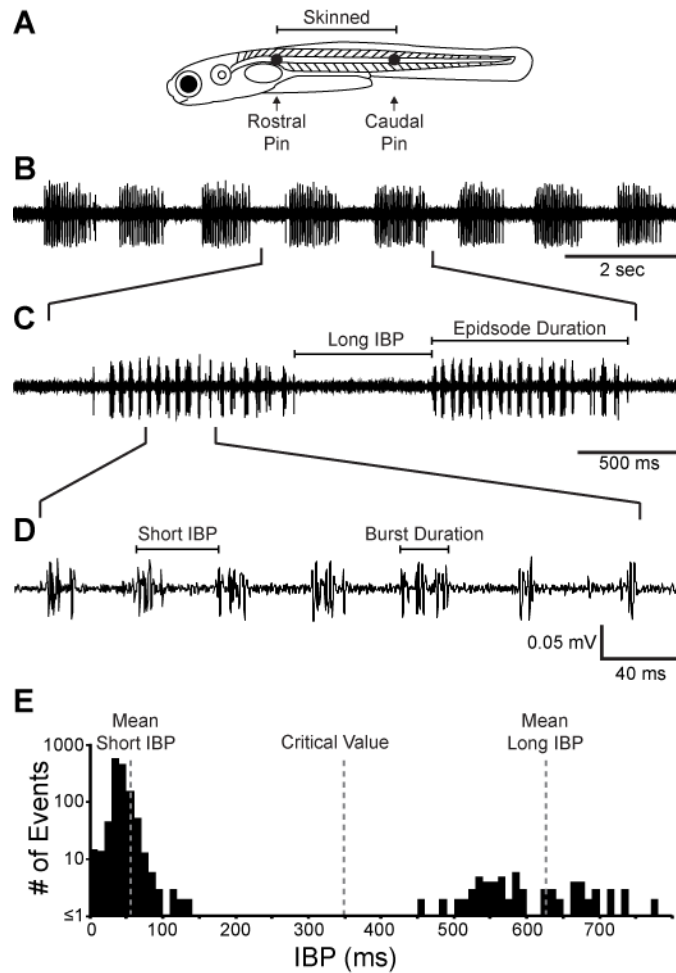 A
Skinned
Rostral
Pin
Caudal
Pin
B
2 sec
C
Long IBP
Epidsode Duration
500 ms
D
Short IBP
Burst Duration
0.05 mV
40 ms
E
Mean
Short IBP
Critical Value
Mean
Long IBP
# of Events
1000
100
10
≤1
0 100 200 300 400 500 600 700
IBP (ms)